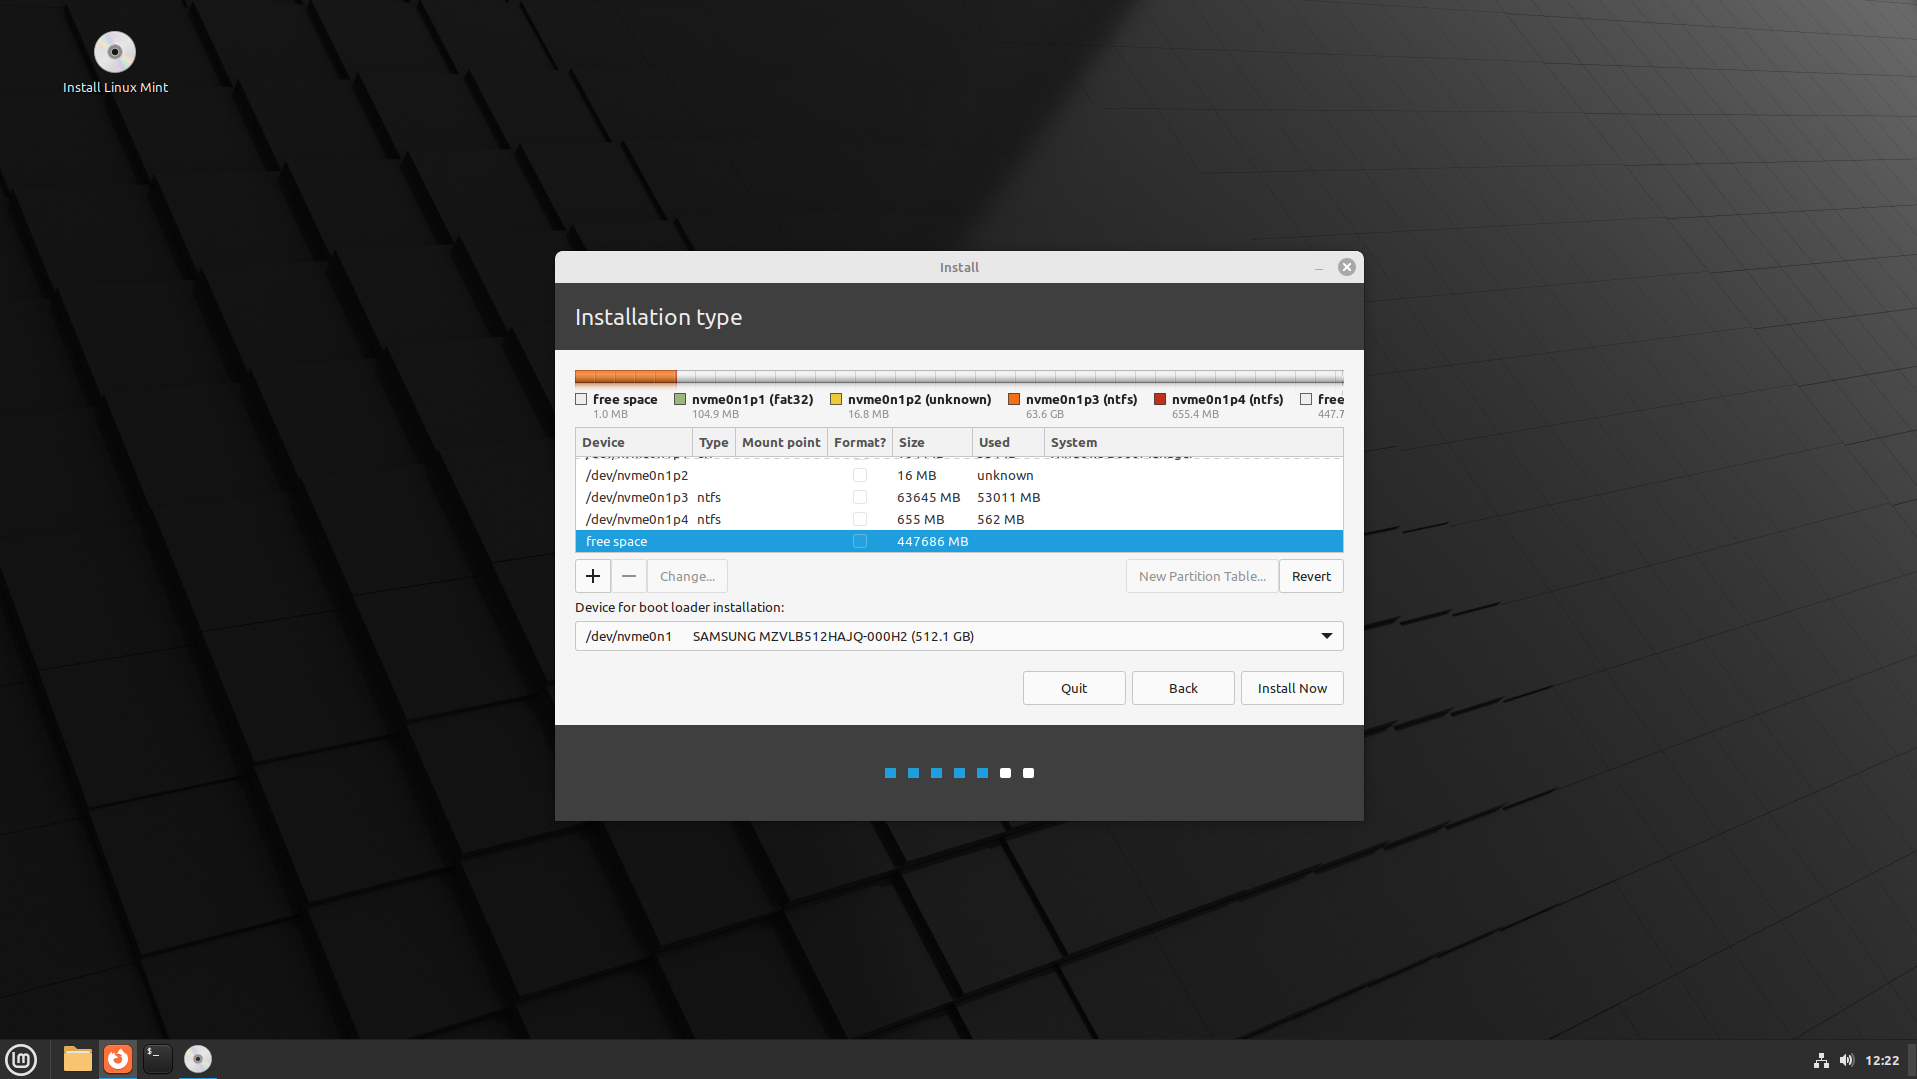 Install Linux Mint
Install
Installation type
free space nvme0n1p1 (fat32) nvme0n1p2 (unknown) nvme0n1p3 (ntfs) nvme0n1p4 (ntfs) free
1.0 MB 104.9 MB 16.8 MB 63.6 GB 655.4 MB 447.7
Device Type Mount point Format? Size Used System
/dev/nvme0n1p2 16 MB unknown
/dev/nvme0n1p3 ntfs 63645 MB 53011 MB
/dev/nvme0n1p4 ntfs 655 MB 562 MB
free space 447686 MB
+ − Change... New Partition Table... Revert
Device for boot loader installation:
/dev/nvme0n1 SAMSUNG MZVLB512HAJQ-000H2 (512.1 GB)
Quit Back Install Now
lm $_ 12:22